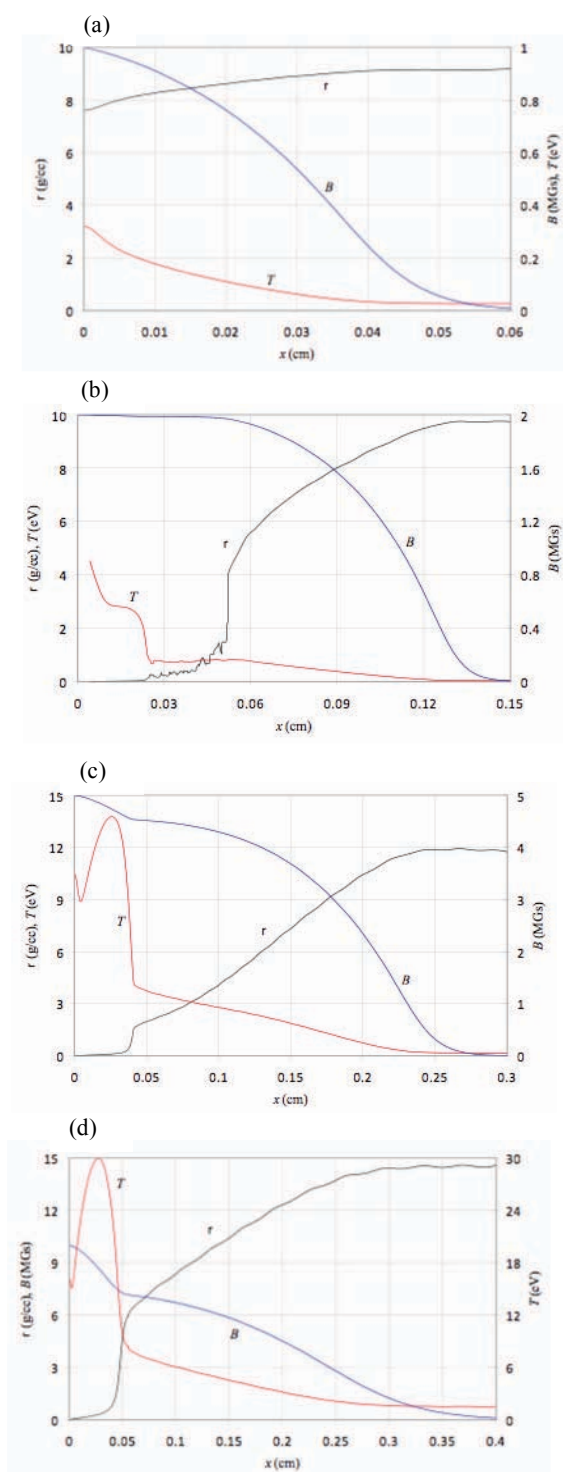 (a)
10
8
6
4
2
0
r (g/cc)
1
0.8
0.6
0.4
0.2
0
B (MGs), T (eV)
r
B
T
0
0.01
0.02
0.03
0.04
0.05
0.06
x (cm)
(b)
10
8
6
4
2
0
r (g/cc), T (eV)
2
1.6
1.2
0.8
0.4
0
B (MGs)
r
B
T
0
0.03
0.06
0.09
0.12
0.15
x (cm)
(c)
15
12
9
6
3
0
r (g/cc), T (eV)
5
4
3
2
1
0
B (MGs)
T
r
B
0
0.05
0.1
0.15
0.2
0.25
0.3
x (cm)
(d)
15
12
9
6
3
0
r (g/cc), B (MGs)
30
24
18
12
6
0
T (eV)
T
r
B
0
0.05
0.1
0.15
0.2
0.25
0.3
0.35
0.4
x (cm)